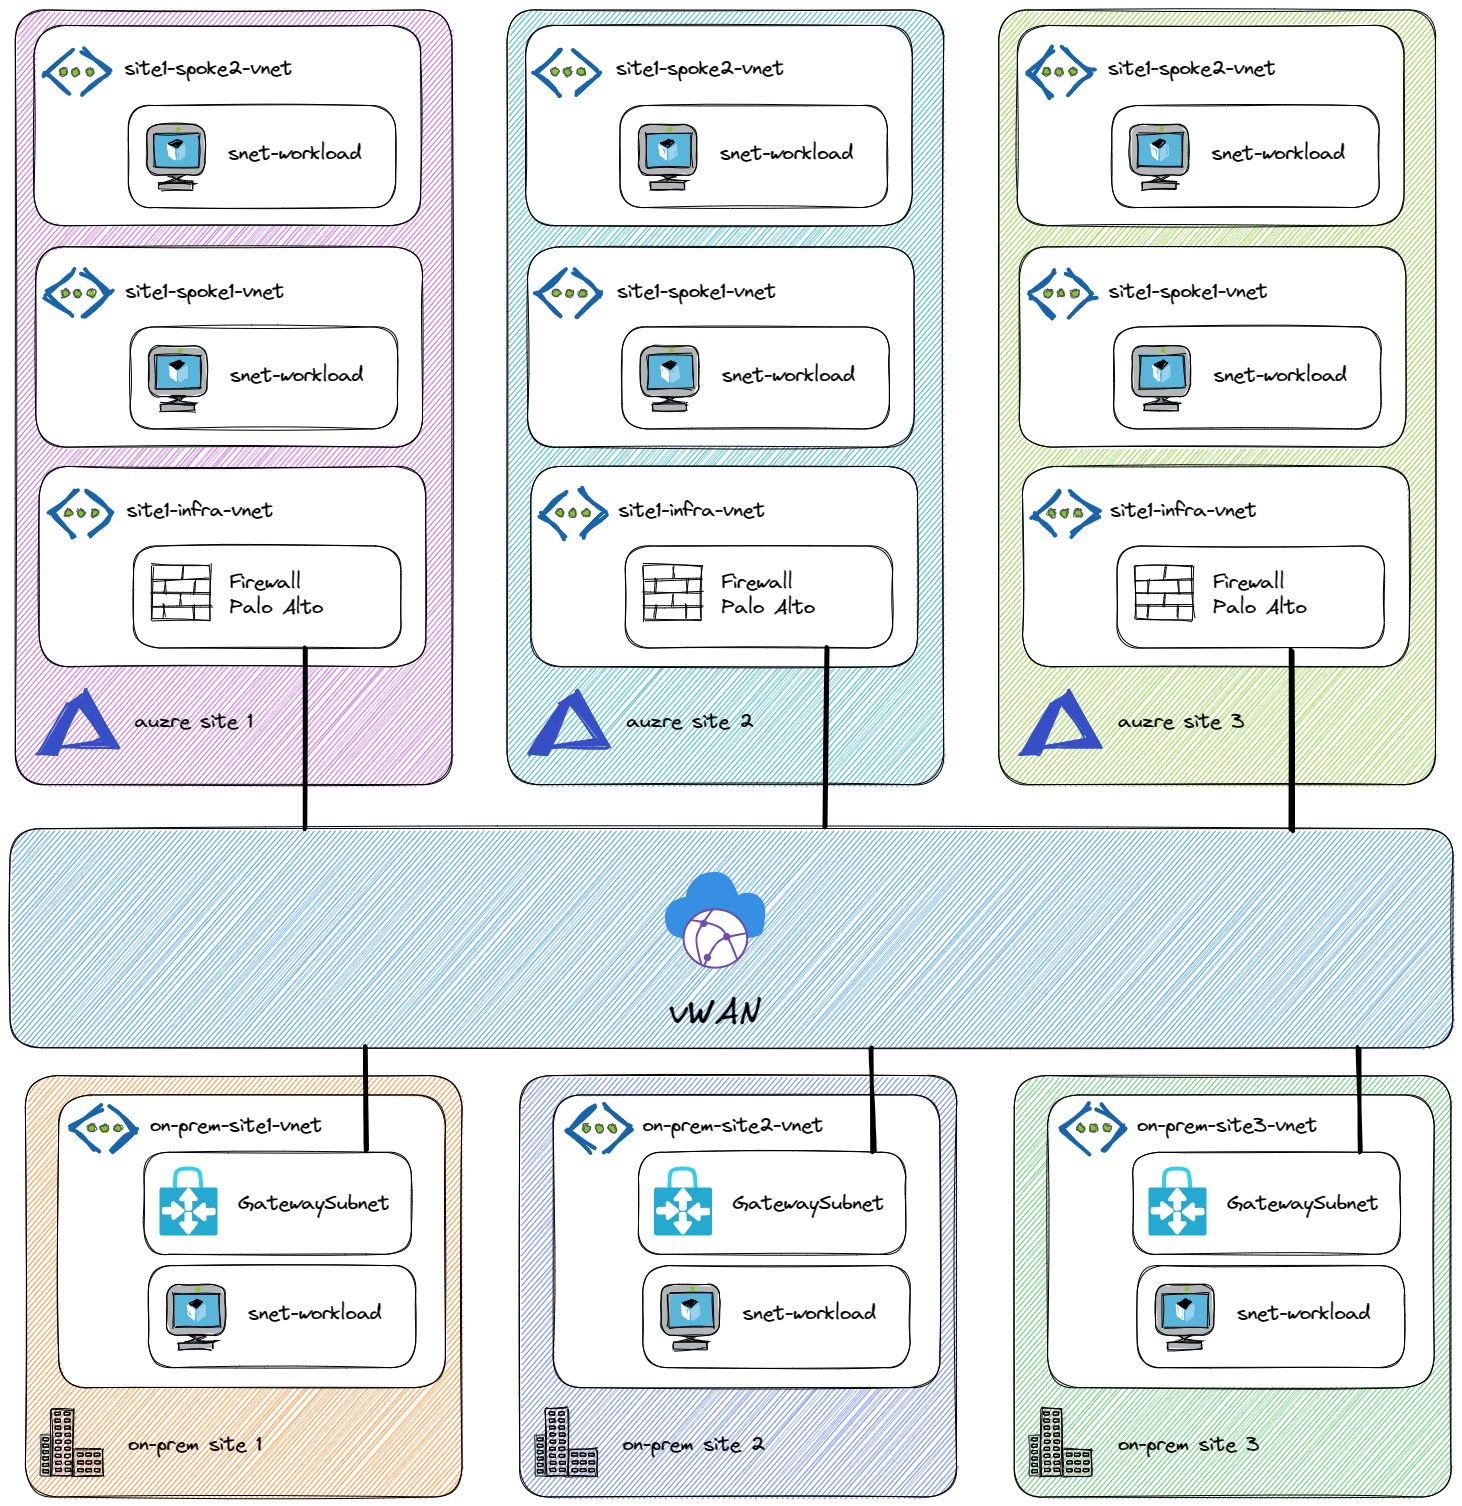 site1-spoke2-vnet
snet-workload
site1-spoke1-vnet
snet-workload
site1-infra-vnet
Firewall
Palo Alto
auzre site 1
site1-spoke2-vnet
snet-workload
site1-spoke1-vnet
snet-workload
site1-infra-vnet
Firewall
Palo Alto
auzre site 2
site1-spoke2-vnet
snet-workload
site1-spoke1-vnet
snet-workload
site1-infra-vnet
Firewall
Palo Alto
auzre site 3
vWAN
on-prem-site1-vnet
GatewaySubnet
snet-workload
on-prem site 1
on-prem-site2-vnet
GatewaySubnet
snet-workload
on-prem site 2
on-prem-site3-vnet
GatewaySubnet
snet-workload
on-prem site 3